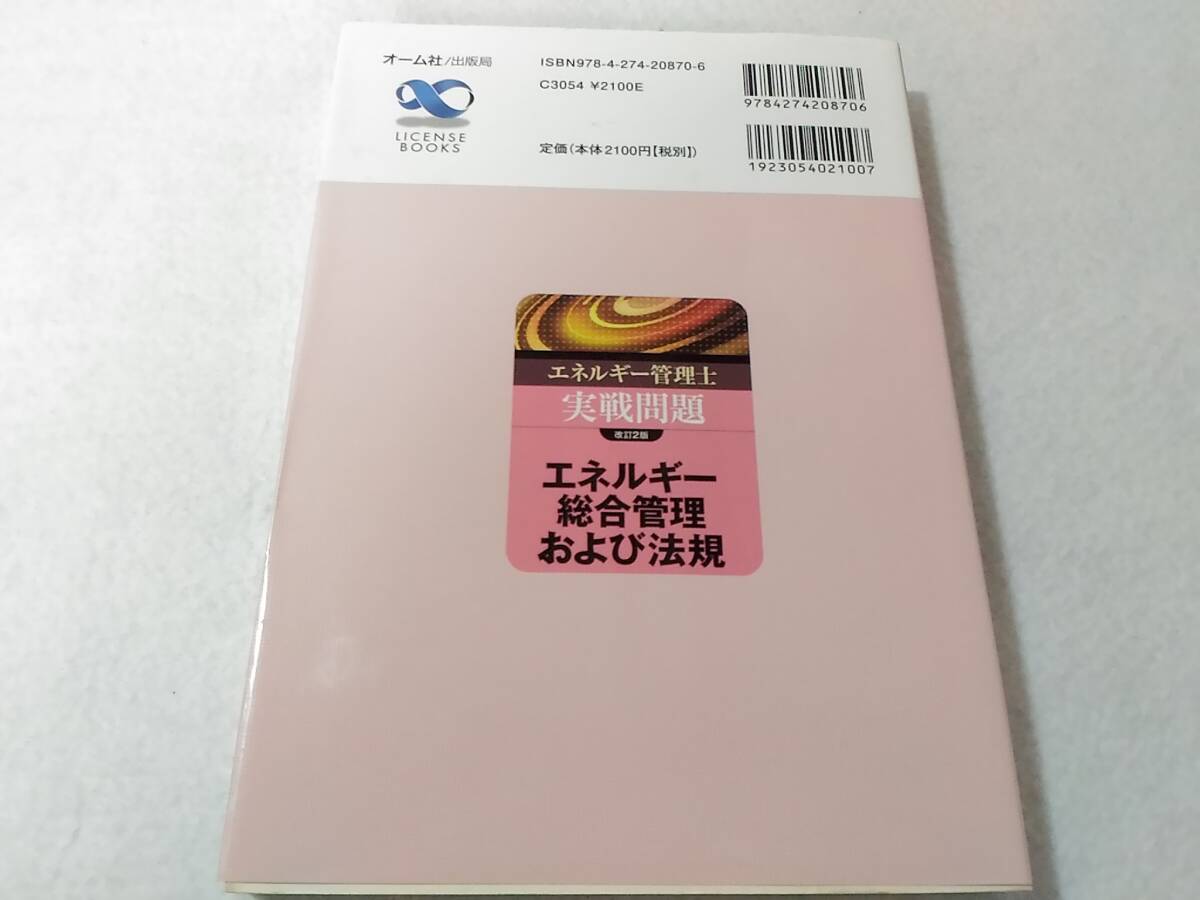 オーム社/出版局
LICENSE
BOOKS
ISBN978-4-274-20870-6
C3054 ¥2100E
定価(本体2100円【税別】)
9784274208706
1923054021007
エネルギー管理士
実戦問題
改訂2版
エネルギー
総合管理
および法規